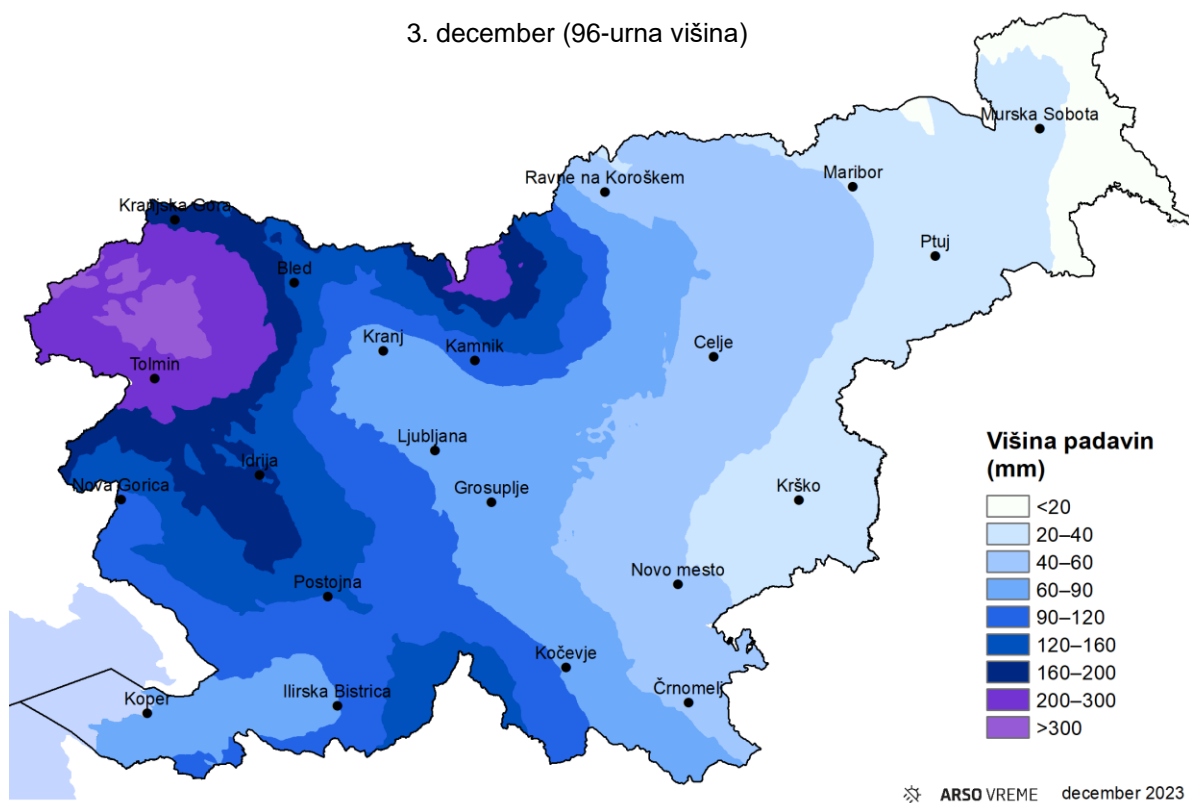 3. december (96-urna višina)
Murska Sobota
Ravne na Koroškem
Maribor
Kranjska Gora
Ptuj
Bled
Kranj
Kamnik
Celje
Tolmin
Ljubljana
Idrija
Nova Gorica
Grosuplje
Krško
Postojna
Novo mesto
Kočevje
Koper
Ilirska Bistrica
Črnomelj
Višina padavin
(mm)
<20
20–40
40–60
60–90
90–120
120–160
160–200
200–300
>300
ARSO VREME december 2023